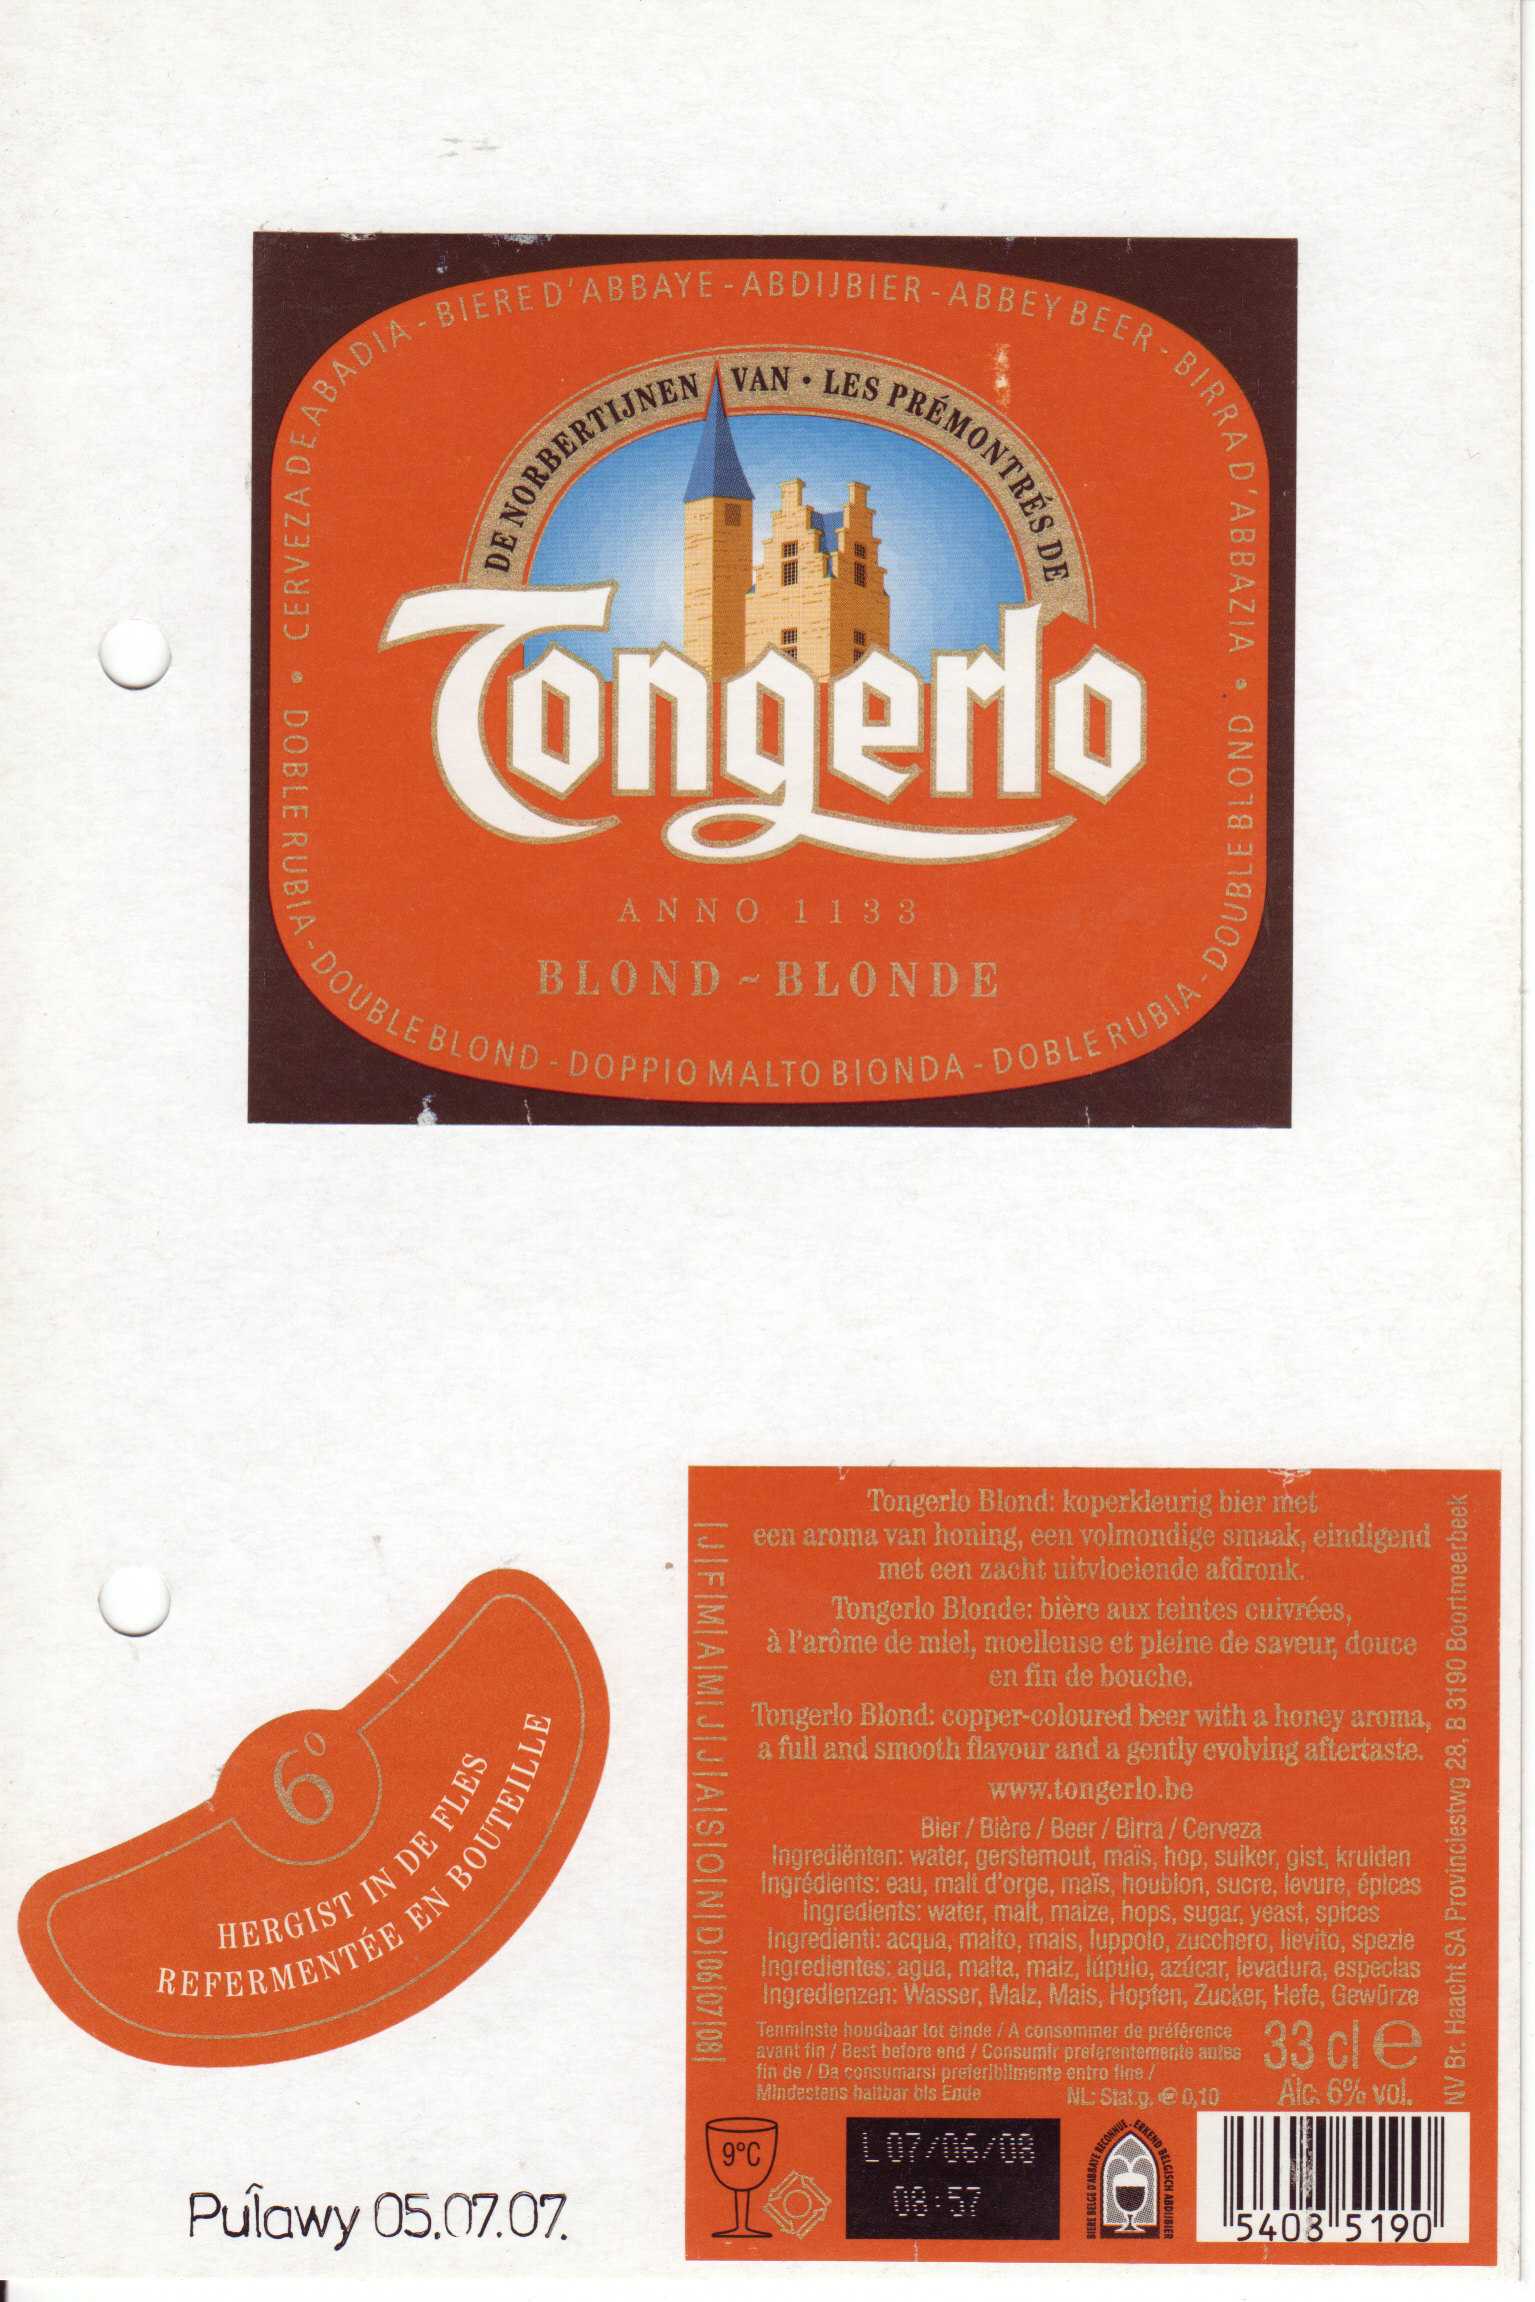 CERVEZA DE ABADIA - BIERE D'ABBAYE - ABDIJBIER - ABBEY BEER - BIRRA D'ABBAZIA •
DE NORBERTIJNEN VAN • LES PRÉMONTRÉS DE
Tongerlo
ANNO 1133
BLOND ~ BLONDE
• DOBLE RUBIA - DOUBLE BLOND - DOPPIO MALTO BIONDA - DOBLE RUBIA - DOUBLE BLOND
6°
HERGIST IN DE FLES
REFERMENTÉE EN BOUTEILLE
Puławy 05.07.07.
|J|F|M|A|M|J|J|A|S|O|N|D|06|07|08|
Tongerlo Blond: koperkleurig bier met
een aroma van honing, een volmondige smaak, eindigend
met een zacht uitvloeiende afdronk.
Tongerlo Blonde: bière aux teintes cuivrées,
à l'arôme de miel, moelleuse et pleine de saveur, douce
en fin de bouche.
Tongerlo Blond: copper-coloured beer with a honey aroma,
a full and smooth flavour and a gently evolving aftertaste.
www.tongerlo.be
Bier / Bière / Beer / Birra / Cerveza
Ingrediënten: water, gerstemout, maïs, hop, suiker, gist, kruiden
Ingrédients: eau, malt d'orge, maïs, houblon, sucre, levure, épices
Ingredients: water, malt, maize, hops, sugar, yeast, spices
Ingredienti: acqua, malto, mais, luppolo, zucchero, lievito, spezie
Ingredientes: agua, malta, maiz, lúpulo, azúcar, levadura, especias
Ingredienzen: Wasser, Malz, Mais, Hopfen, Zucker, Hefe, Gewürze
Tenminste houdbaar tot einde / A consommer de préférence
avant fin / Best before end / Consumir preferentemente antes
fin de / Da consumarsi preferibilmente entro fine /
Mindestens haltbar bis Ende
NL: Stat.g. € 0,10
33 cl e
Alc. 6% vol.
NV Br. Haacht SA Provinciestwg 28, B 3190 Boortmeerbeek
9°C
L 07/06/08
08:57
BIERE BELGE D'ABBAYE RECONNUE - ERKEND BELGISCH ABDIJBIER
5408 5190